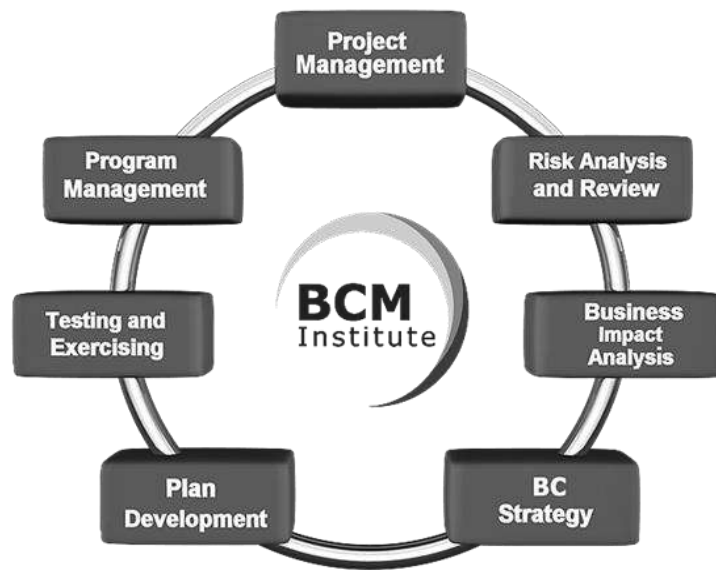 Project
Management
Risk Analysis
and Review
Business
Impact
Analysis
BC
Strategy
Plan
Development
Testing and
Exercising
Program
Management
BCM
Institute